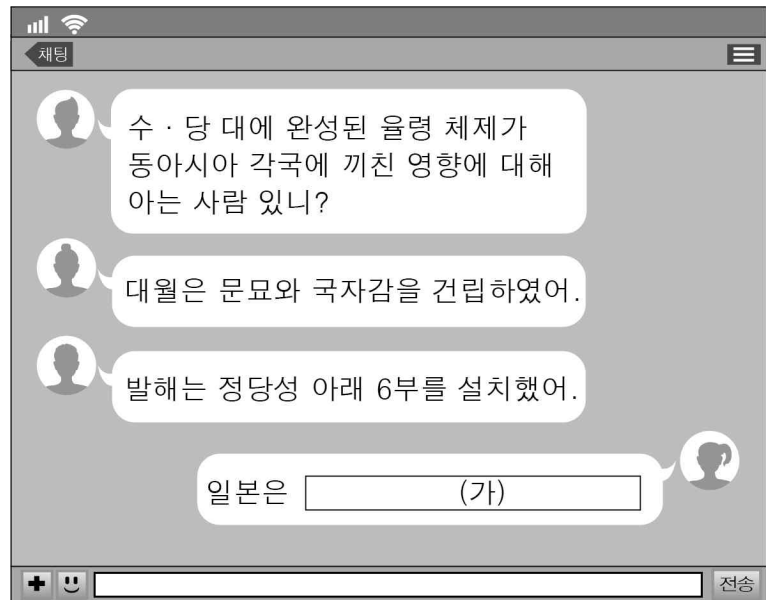 채팅
수 · 당 대에 완성된 율령 체제가
동아시아 각국에 끼친 영향에 대해
아는 사람 있니?
대월은 문묘와 국자감을 건립하였어.
발해는 정당성 아래 6부를 설치했어.
일본은 (가)
전송